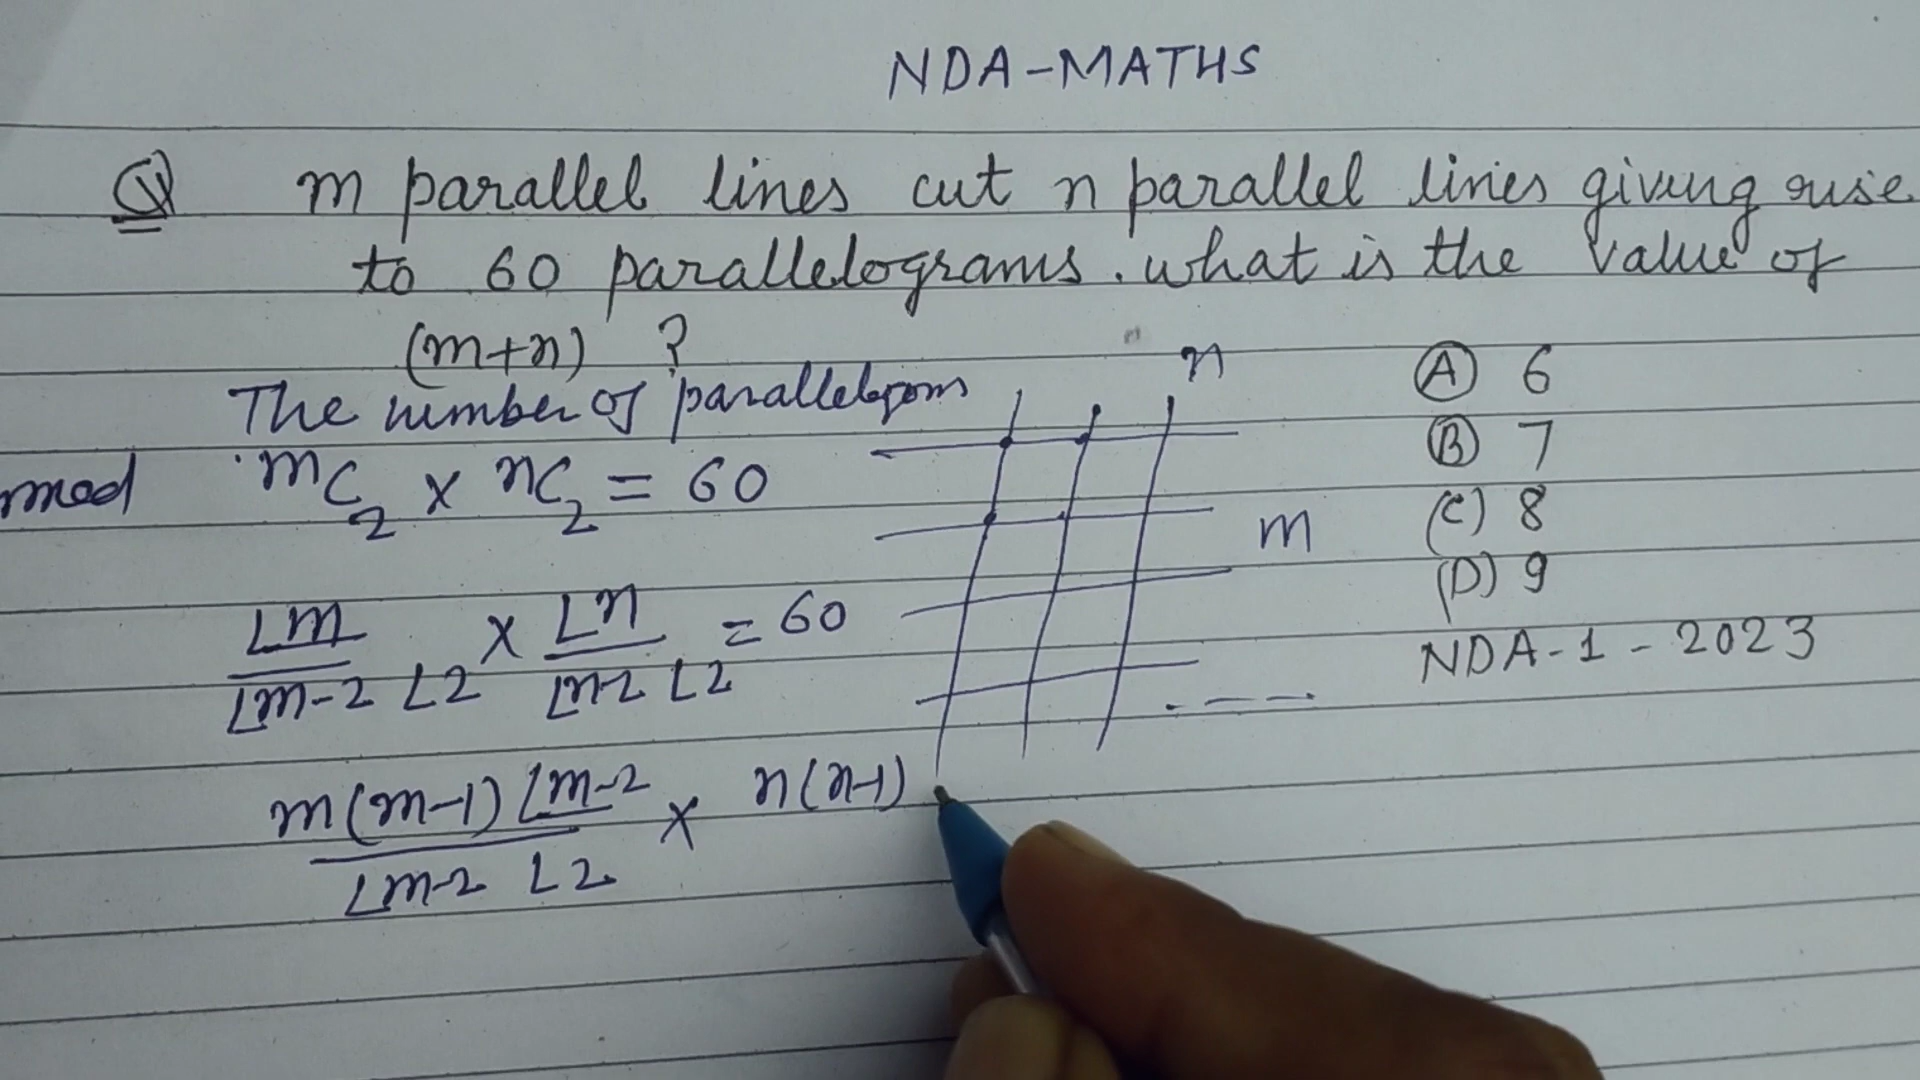 NDA-MATHS
Q m parallel lines cut n parallel lines giving rise
to 60 parallelograms. what is the value of
(m+n) ?
The number of
mC₂ × nC₂ = 60
∟m / ∟m-2 ∟2 × ∟n / ∟n-2 ∟2 = 60
m(m-1) ∟m-2 / ∟m-2 ∟2 × n(n-1)
n
m
(A) 6
(B) 7
(C) 8
(D) 9
NDA-1-2023